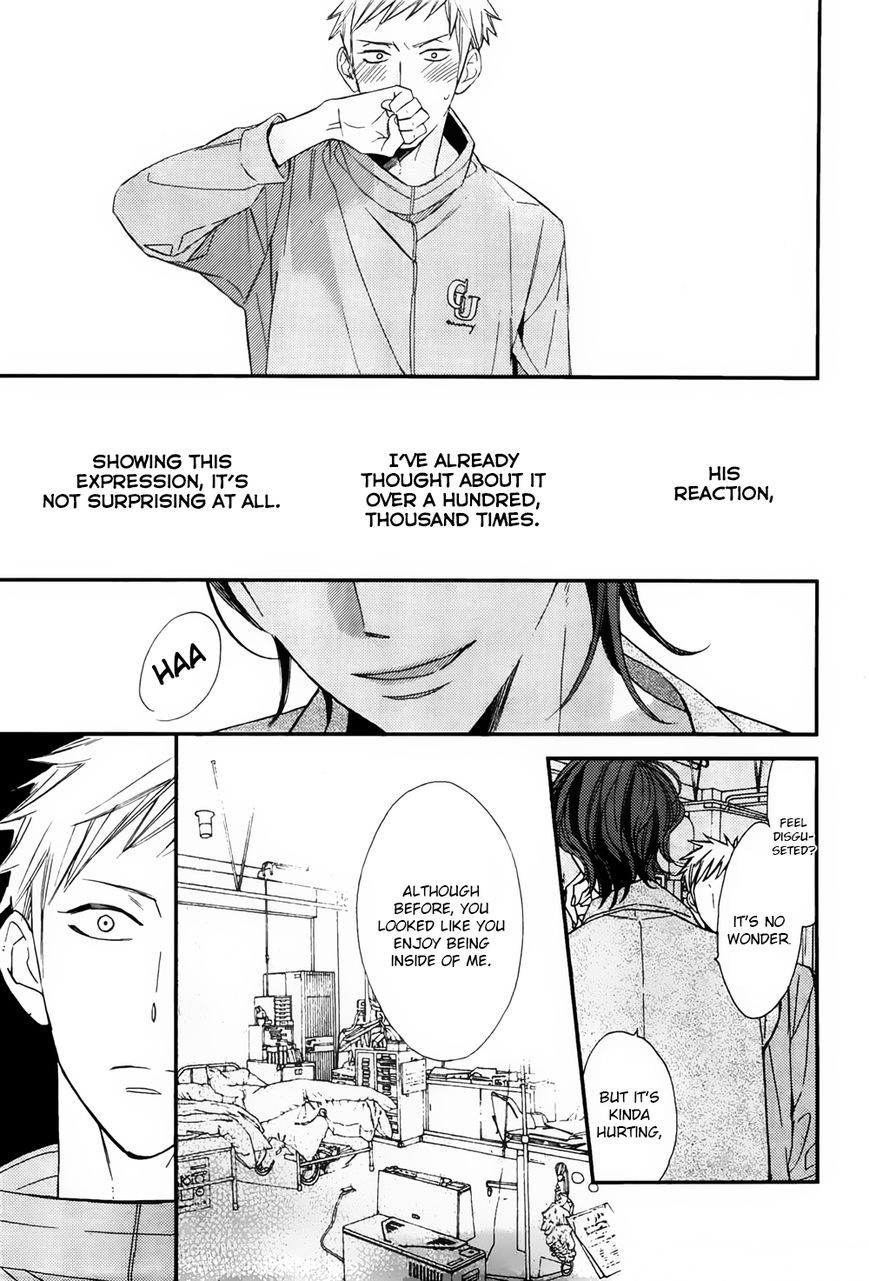 GU
HIS
REACTION,
I'VE ALREADY
THOUGHT ABOUT IT
OVER A HUNDRED,
THOUSAND TIMES.
SHOWING THIS
EXPRESSION, IT'S
NOT SURPRISING AT ALL.
HAA
FEEL
DISGU-
SETED?
IT'S NO
WONDER
BUT IT'S
KINDA
HURTING,
ALTHOUGH
BEFORE, YOU
LOOKED LIKE YOU
ENJOY BEING
INSIDE OF ME.